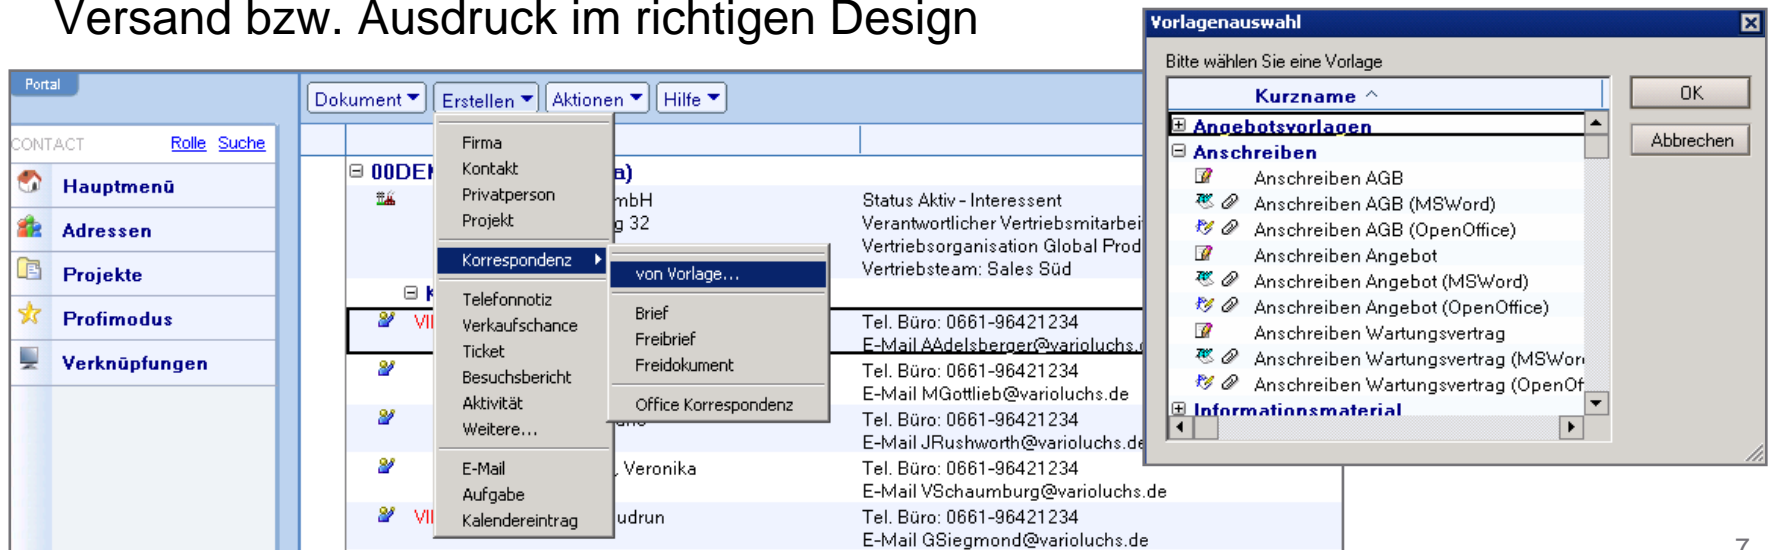 Versand bzw. Ausdruck im richtigen Design
Portal
CONTACT Rolle Suche
Hauptmenü
Adressen
Projekte
Profimodus
Verknüpfungen
Dokument Erstellen Aktionen Hilfe
Firma
Kontakt
Privatperson
Projekt
Korrespondenz
Telefonnotiz
Verkaufschance
Ticket
Besuchsbericht
Aktivität
Weitere...
E-Mail
Aufgabe
Kalendereintrag
von Vorlage...
Brief
Freibrief
Freidokument
Office Korrespondenz
Status Aktiv - Interessent
g 32 Verantwortlicher Vertriebsmitarbei
Vertriebsorganisation Global Prod
Vertriebsteam: Sales Süd
Tel. Büro: 0661-96421234
E-Mail AAdelsberger@varioluchs.
Tel. Büro: 0661-96421234
E-Mail MGottlieb@varioluchs.de
Tel. Büro: 0661-96421234
E-Mail JRushworth@varioluchs.de
, Veronika Tel. Büro: 0661-96421234
E-Mail VSchaumburg@varioluchs.de
udrun Tel. Büro: 0661-96421234
E-Mail GSiegmond@varioluchs.de
Vorlagenauswahl
Bitte wählen Sie eine Vorlage
Kurzname
OK
Abbrechen
Angebotsvorlagen
Anschreiben
Anschreiben AGB
Anschreiben AGB (MSWord)
Anschreiben AGB (OpenOffice)
Anschreiben Angebot
Anschreiben Angebot (MSWord)
Anschreiben Angebot (OpenOffice)
Anschreiben Wartungsvertrag
Anschreiben Wartungsvertrag (MSWor
Anschreiben Wartungsvertrag (OpenOf
Informationsmaterial